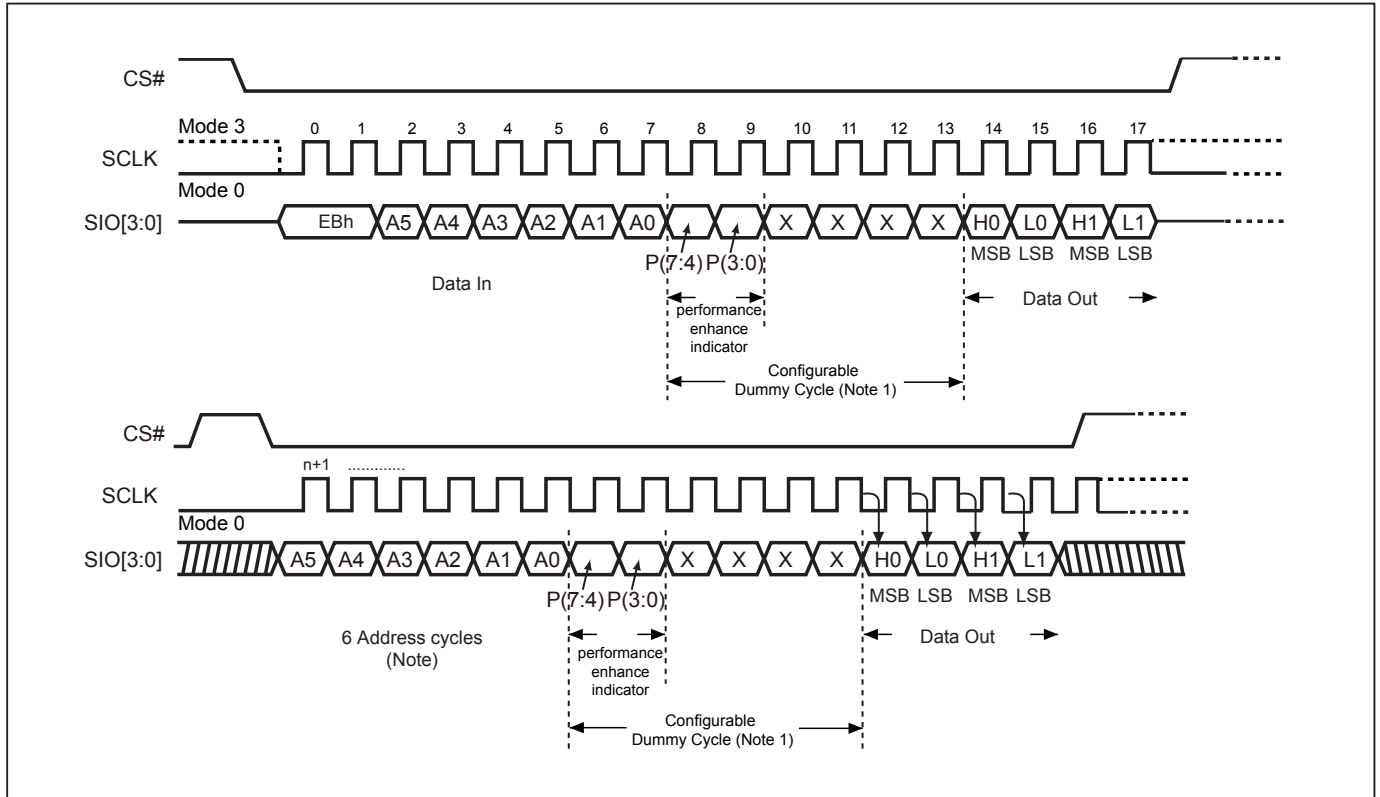 CS#
Mode 3
0 1 2 3 4 5 6 7 8 9 10 11 12 13 14 15 16 17
SCLK
Mode 0
SIO[3:0] EBh A5 A4 A3 A2 A1 A0 X X X X H0 L0 H1 L1
MSB LSB MSB LSB
P(7:4) P(3:0)
Data In
Data Out
performance
enhance
indicator
Configurable
Dummy Cycle (Note 1)
CS#
n+1 .............
SCLK
Mode 0
SIO[3:0] A5 A4 A3 A2 A1 A0 X X X X H0 L0 H1 L1
P(7:4) P(3:0)
MSB LSB MSB LSB
6 Address cycles
(Note)
Data Out
performance
enhance
indicator
Configurable
Dummy Cycle (Note 1)